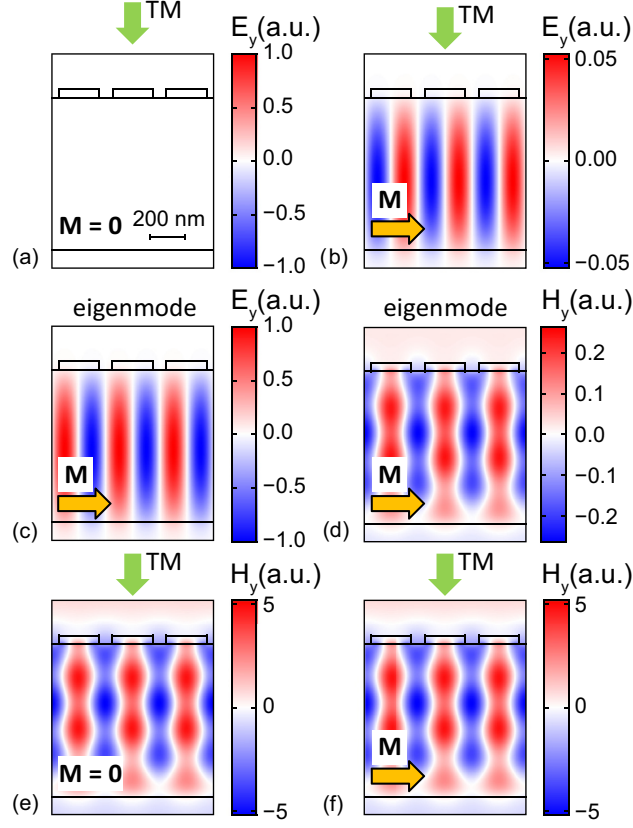 TM
E_y(a.u.)
1.0
0.5
0.0
−0.5
−1.0
M = 0
200 nm
(a)
TM
E_y(a.u.)
0.05
0.00
−0.05
M
(b)
eigenmode
E_y(a.u.)
1.0
0.5
0.0
−0.5
−1.0
M
(c)
eigenmode
H_y(a.u.)
0.2
0.1
0.0
−0.1
−0.2
M
(d)
TM
H_y(a.u.)
5
0
−5
M = 0
(e)
TM
H_y(a.u.)
5
0
−5
M
(f)